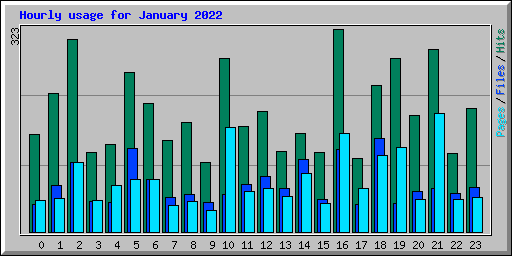 Hourly usage for January 2022
323
Pages/Files/Hits
0 1 2 3 4 5 6 7 8 9 10 11 12 13 14 15 16 17 18 19 20 21 22 23